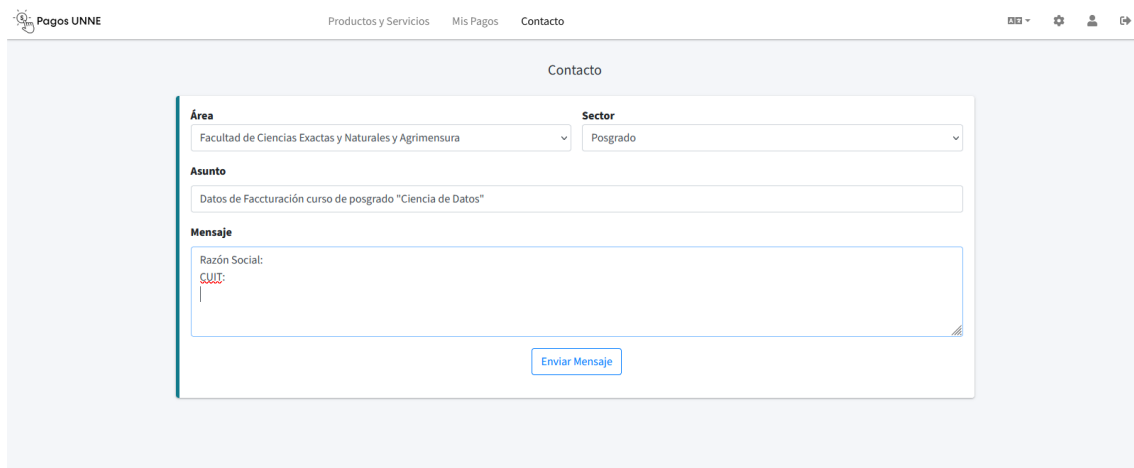 Pagos UNNE
Productos y Servicios Mis Pagos Contacto
Contacto
Área Sector
Facultad de Ciencias Exactas y Naturales y Agrimensura Posgrado
Asunto
Datos de Faccturación curso de posgrado "Ciencia de Datos"
Mensaje
Razón Social:
CUIT:
Enviar Mensaje